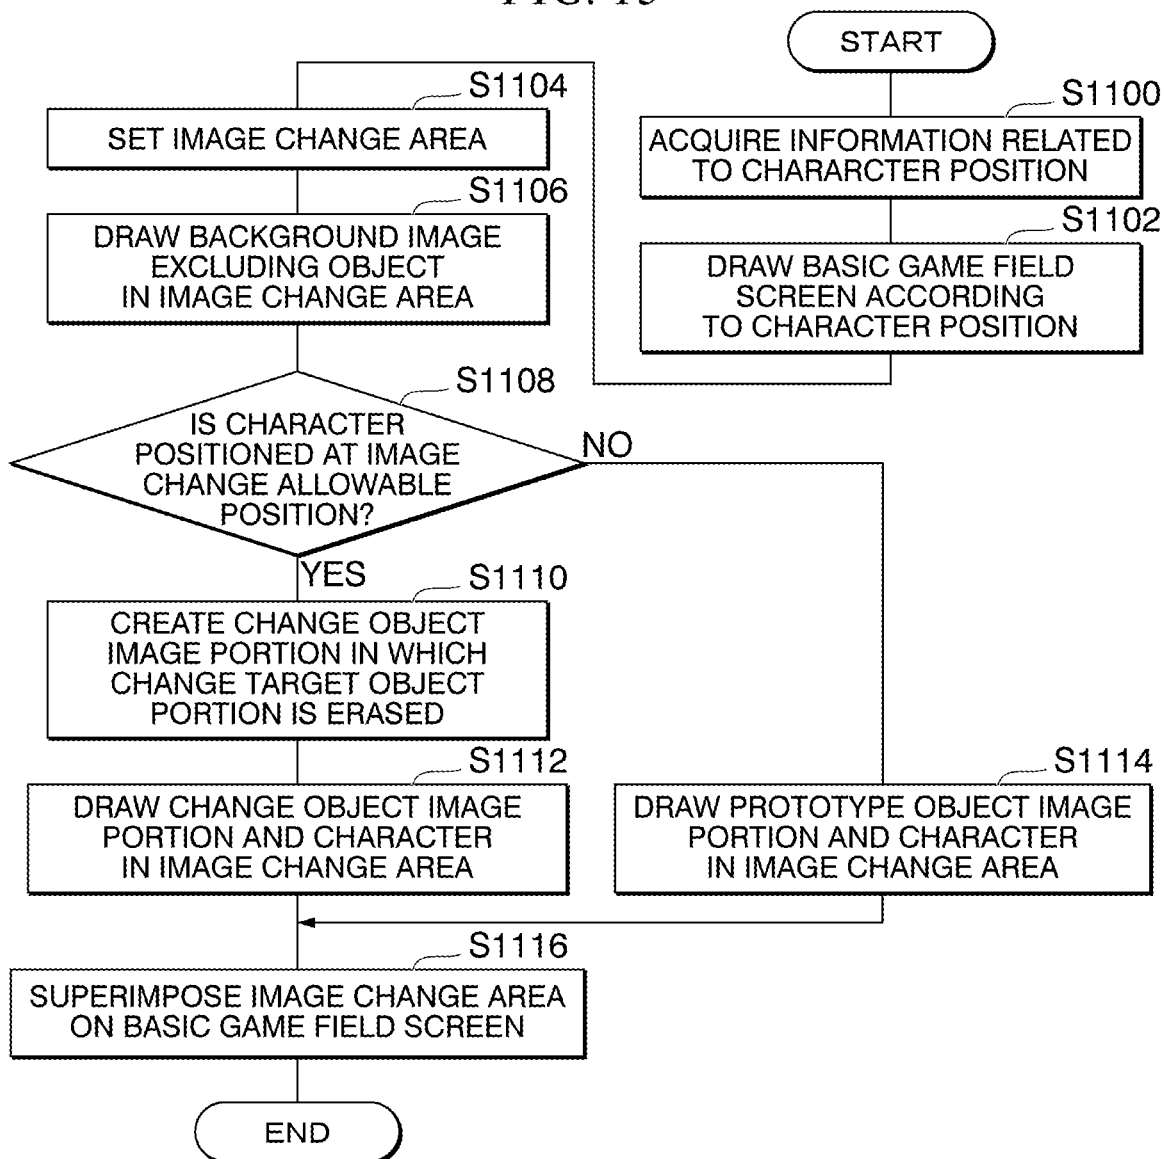 FIG. 15
START
S1100
ACQUIRE INFORMATION RELATED
TO CHARARCTER POSITION
S1102
DRAW BASIC GAME FIELD
SCREEN ACCORDING
TO CHARACTER POSITION
S1104
SET IMAGE CHANGE AREA
S1106
DRAW BACKGROUND IMAGE
EXCLUDING OBJECT
IN IMAGE CHANGE AREA
S1108
IS CHARACTER
POSITIONED AT IMAGE
CHANGE ALLOWABLE
POSITION?
NO
YES
S1110
CREATE CHANGE OBJECT
IMAGE PORTION IN WHICH
CHANGE TARGET OBJECT
PORTION IS ERASED
S1112
DRAW CHANGE OBJECT IMAGE
PORTION AND CHARACTER
IN IMAGE CHANGE AREA
S1114
DRAW PROTOTYPE OBJECT IMAGE
PORTION AND CHARACTER
IN IMAGE CHANGE AREA
S1116
SUPERIMPOSE IMAGE CHANGE AREA
ON BASIC GAME FIELD SCREEN
END